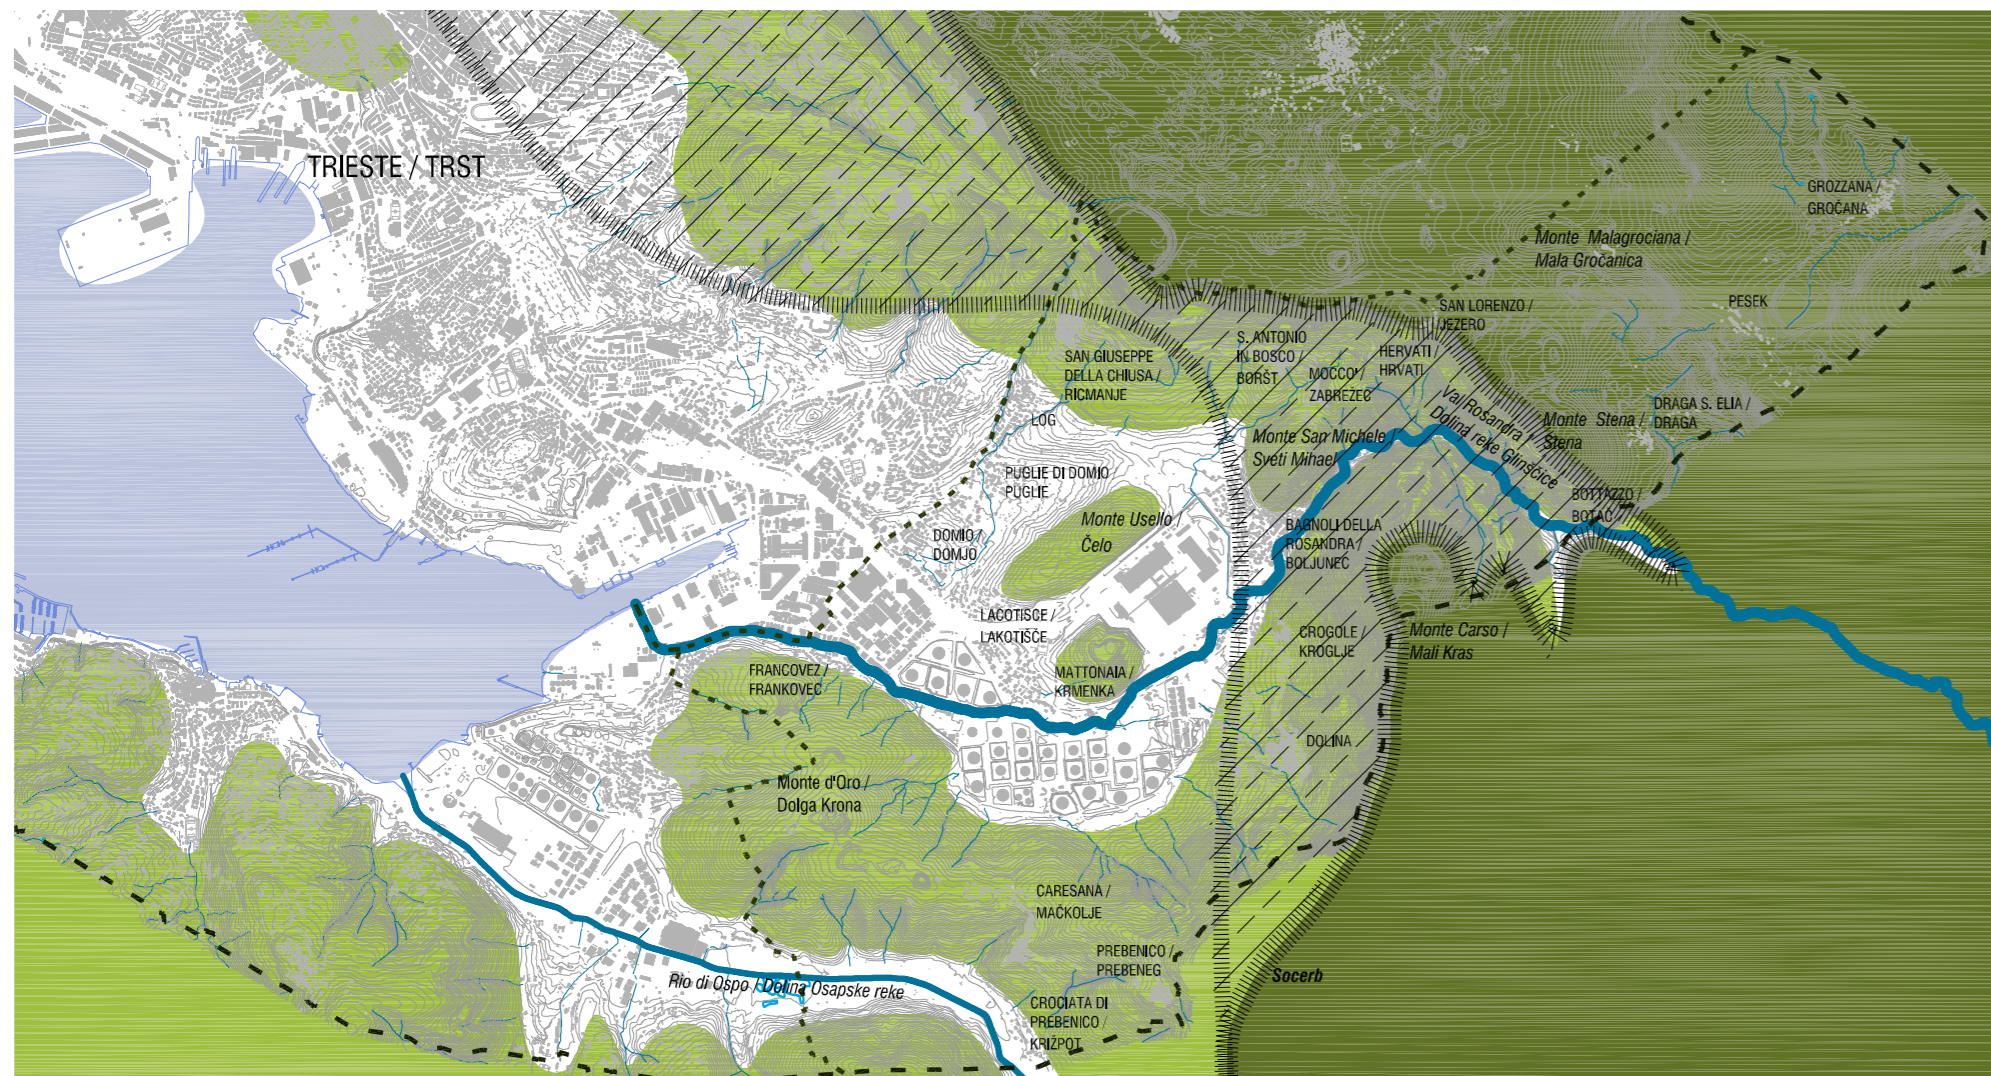 TRIESTE / TRST
GROZZANA /
GROČANA
Monte Malagrociana /
Mala Gročanica
PESEK
SAN LORENZO /
JEZERO
S. ANTONIO
IN BOSCO /
BORŠT
HERVATI /
HRVATI
SAN GIUSEPPE
DELLA CHIUSA /
RICMANJE
MOCCO' /
ZABREŽEC
Val Rosandra /
Dolina reke Glinščice
Monte Stena /
Stena
DRAGA S. ELIA /
DRAGA
LOG
Monte San Michele /
Sveti Mihael
PUGLIE DI DOMIO
PUGLIE
BOTTAZZO /
BOTAČ
Monte Usello /
Čelo
BAGNOLI DELLA
ROSANDRA /
BOLJUNEC
DOMIO /
DOMJO
LACOTISCE /
LAKOTIŠČE
CROGOLE /
KROGLJE
Monte Carso /
Mali Kras
FRANCOVEZ /
FRANKOVEC
MATTONAIA /
KRMENKA
DOLINA
Monte d'Oro /
Dolga Krona
CARESANA /
MAČKOLJE
PREBENICO /
PREBENEG
Socerb
Rio di Ospo / Dolina Osapske reke
CROCIATA DI
PREBENICO /
KRIŽPOT